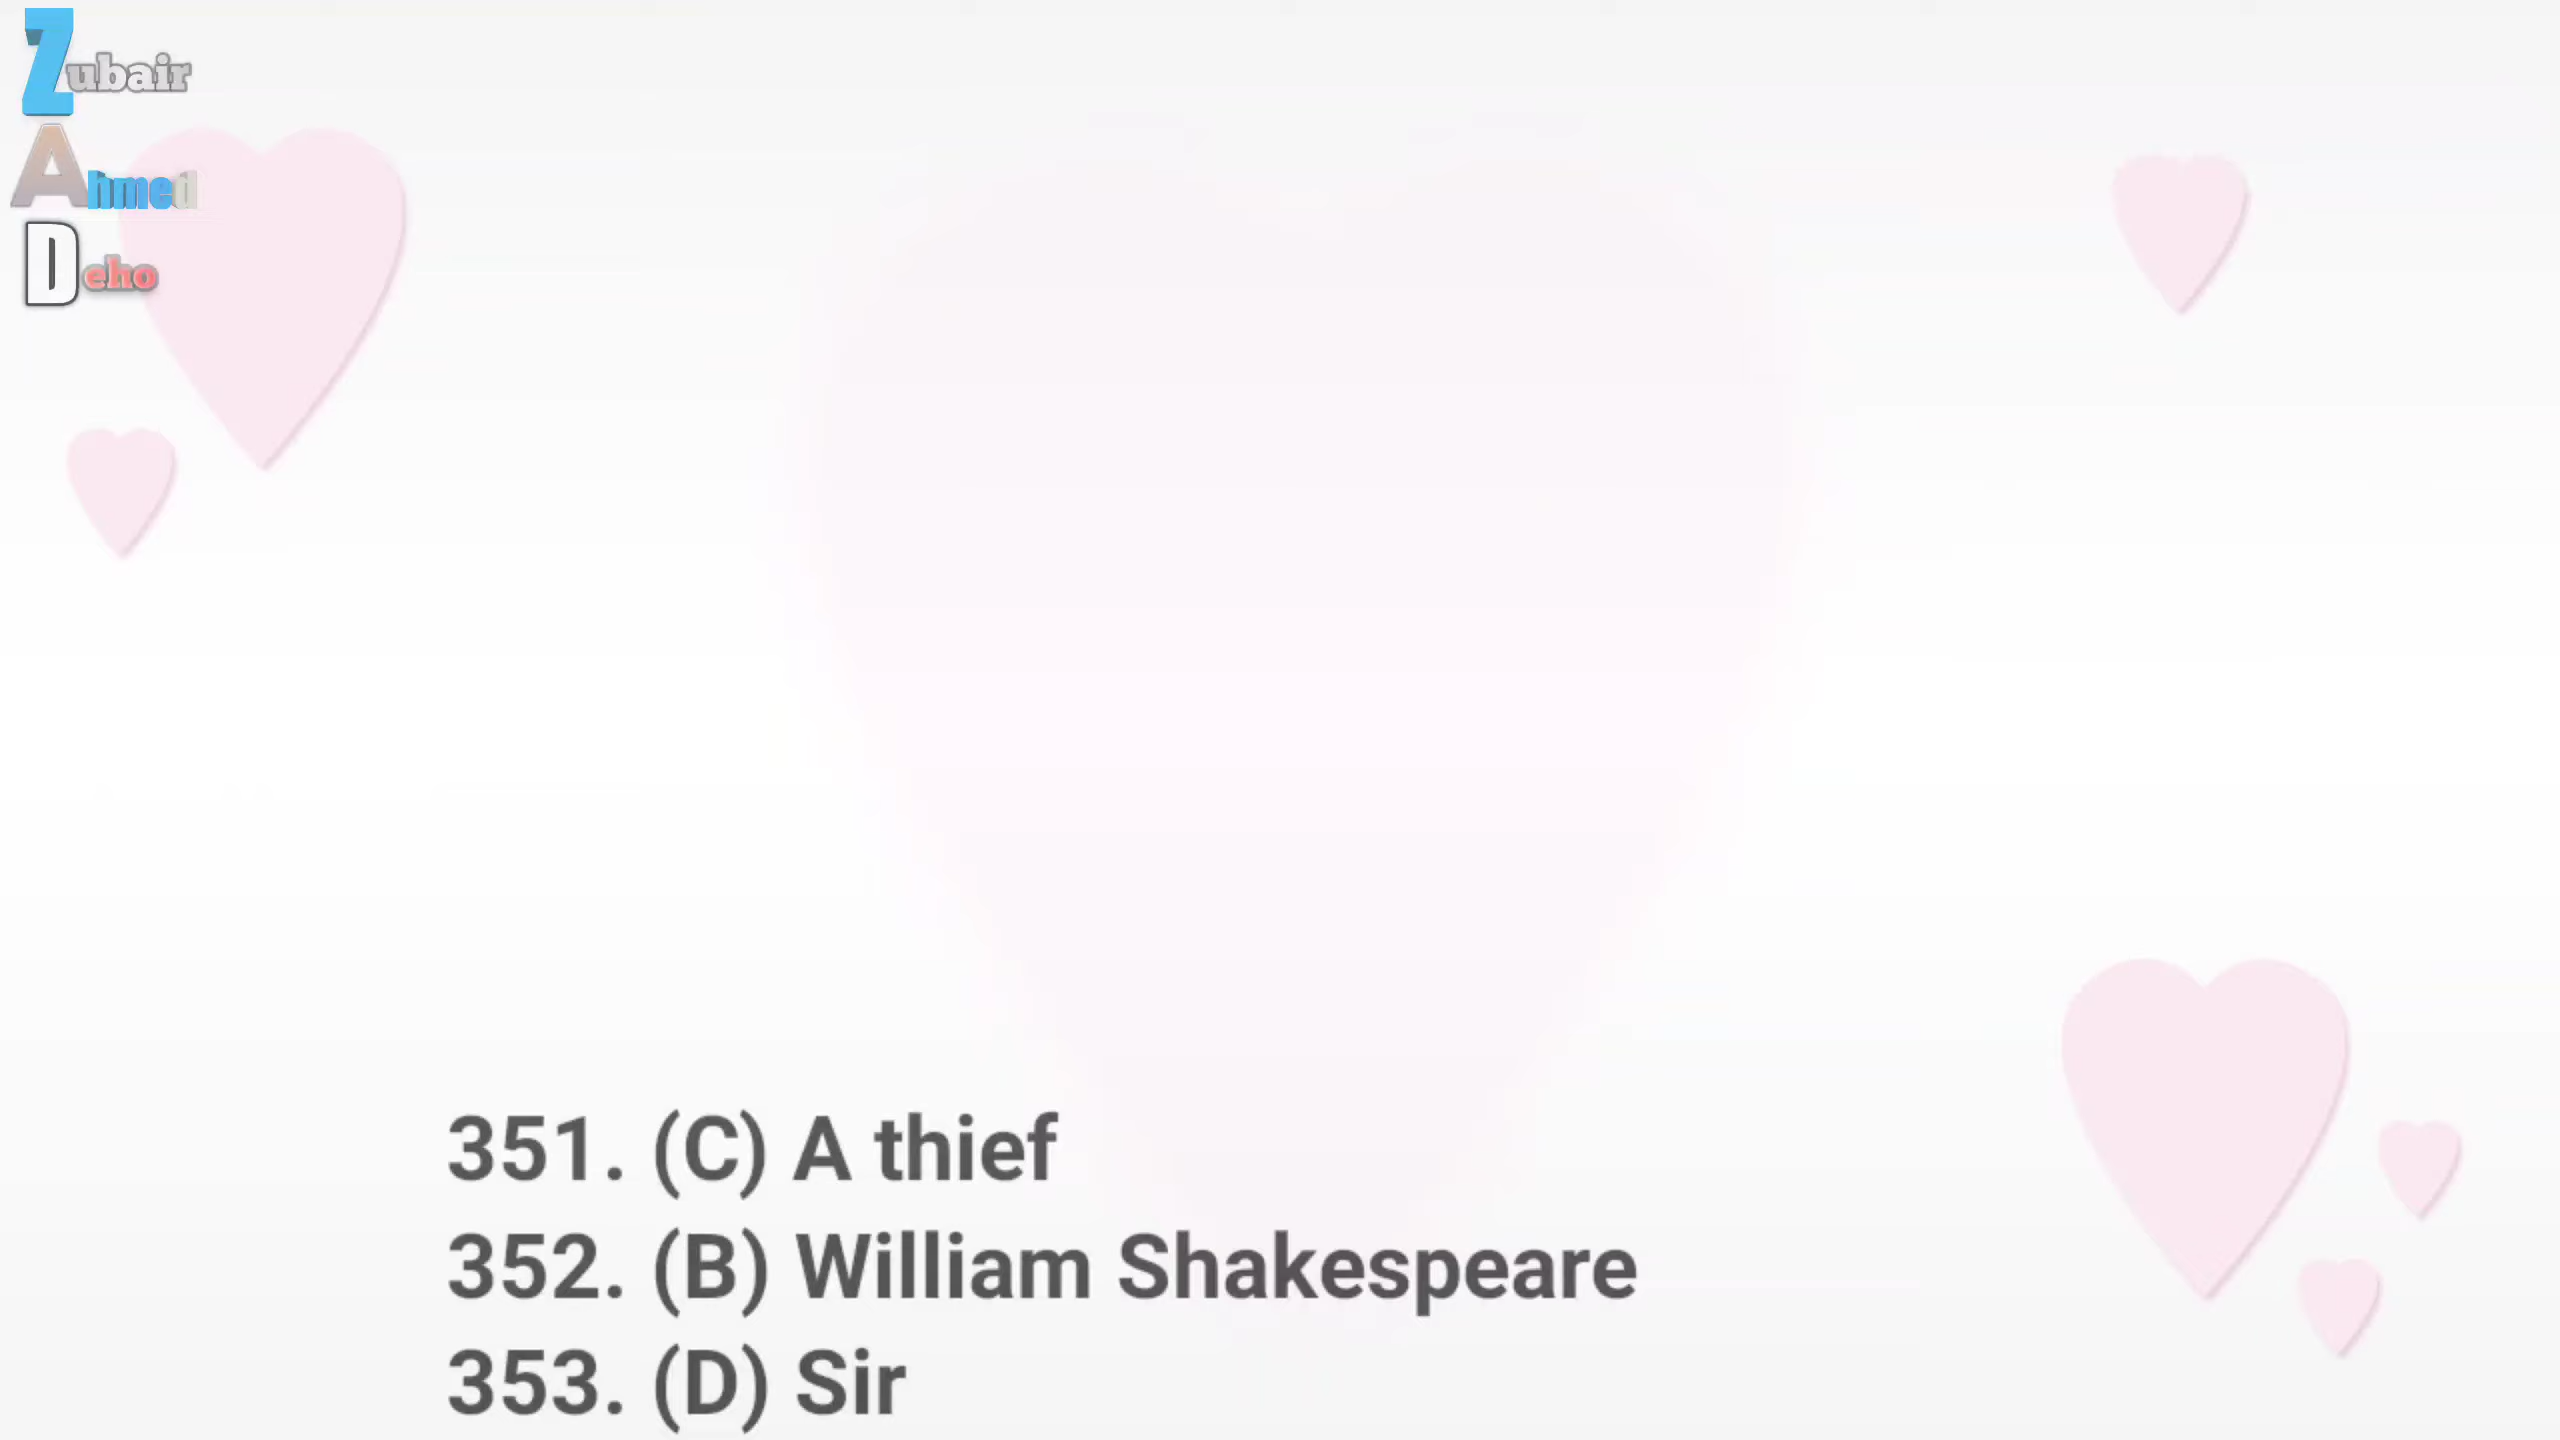 Zubair
Ahmed
Deho
351. (C) A thief
352. (B) William Shakespeare
353. (D) Sir